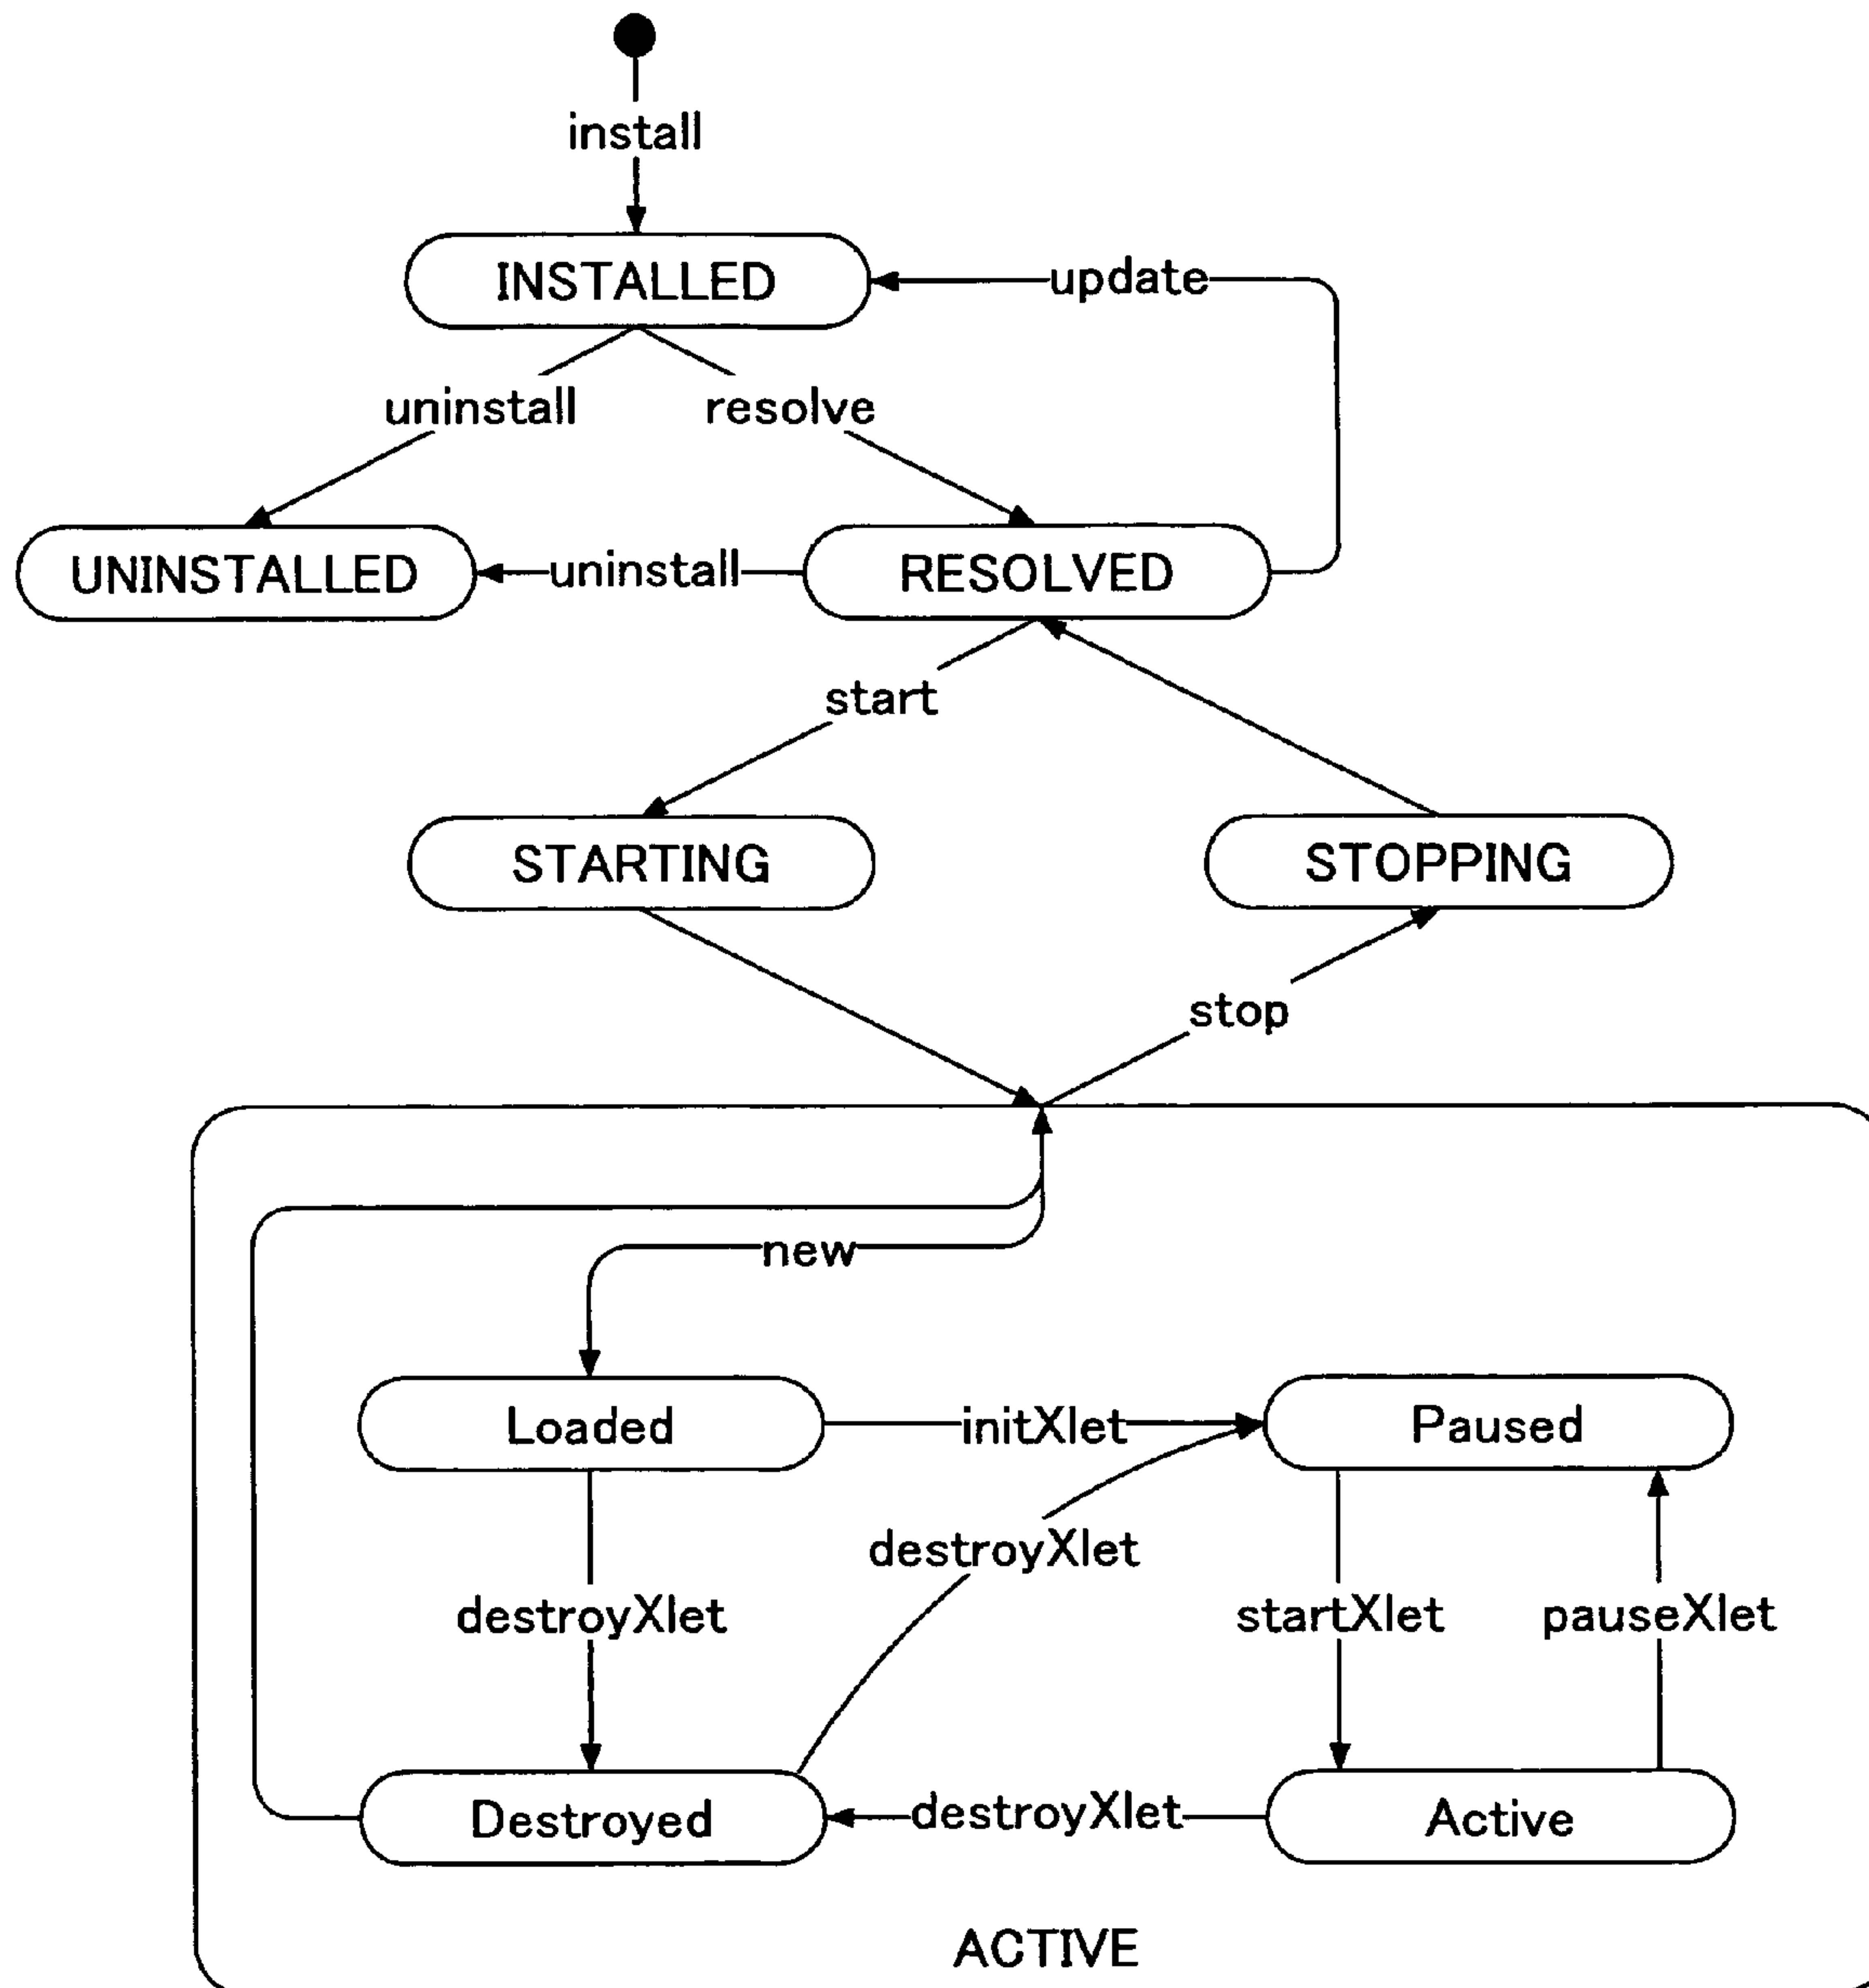 install
INSTALLED
update
uninstall
resolve
UNINSTALLED
uninstall
RESOLVED
start
STARTING
STOPPING
stop
new
Loaded
initXlet
Paused
destroyXlet
destroyXlet
startXlet
pauseXlet
Destroyed
destroyXlet
Active
ACTIVE